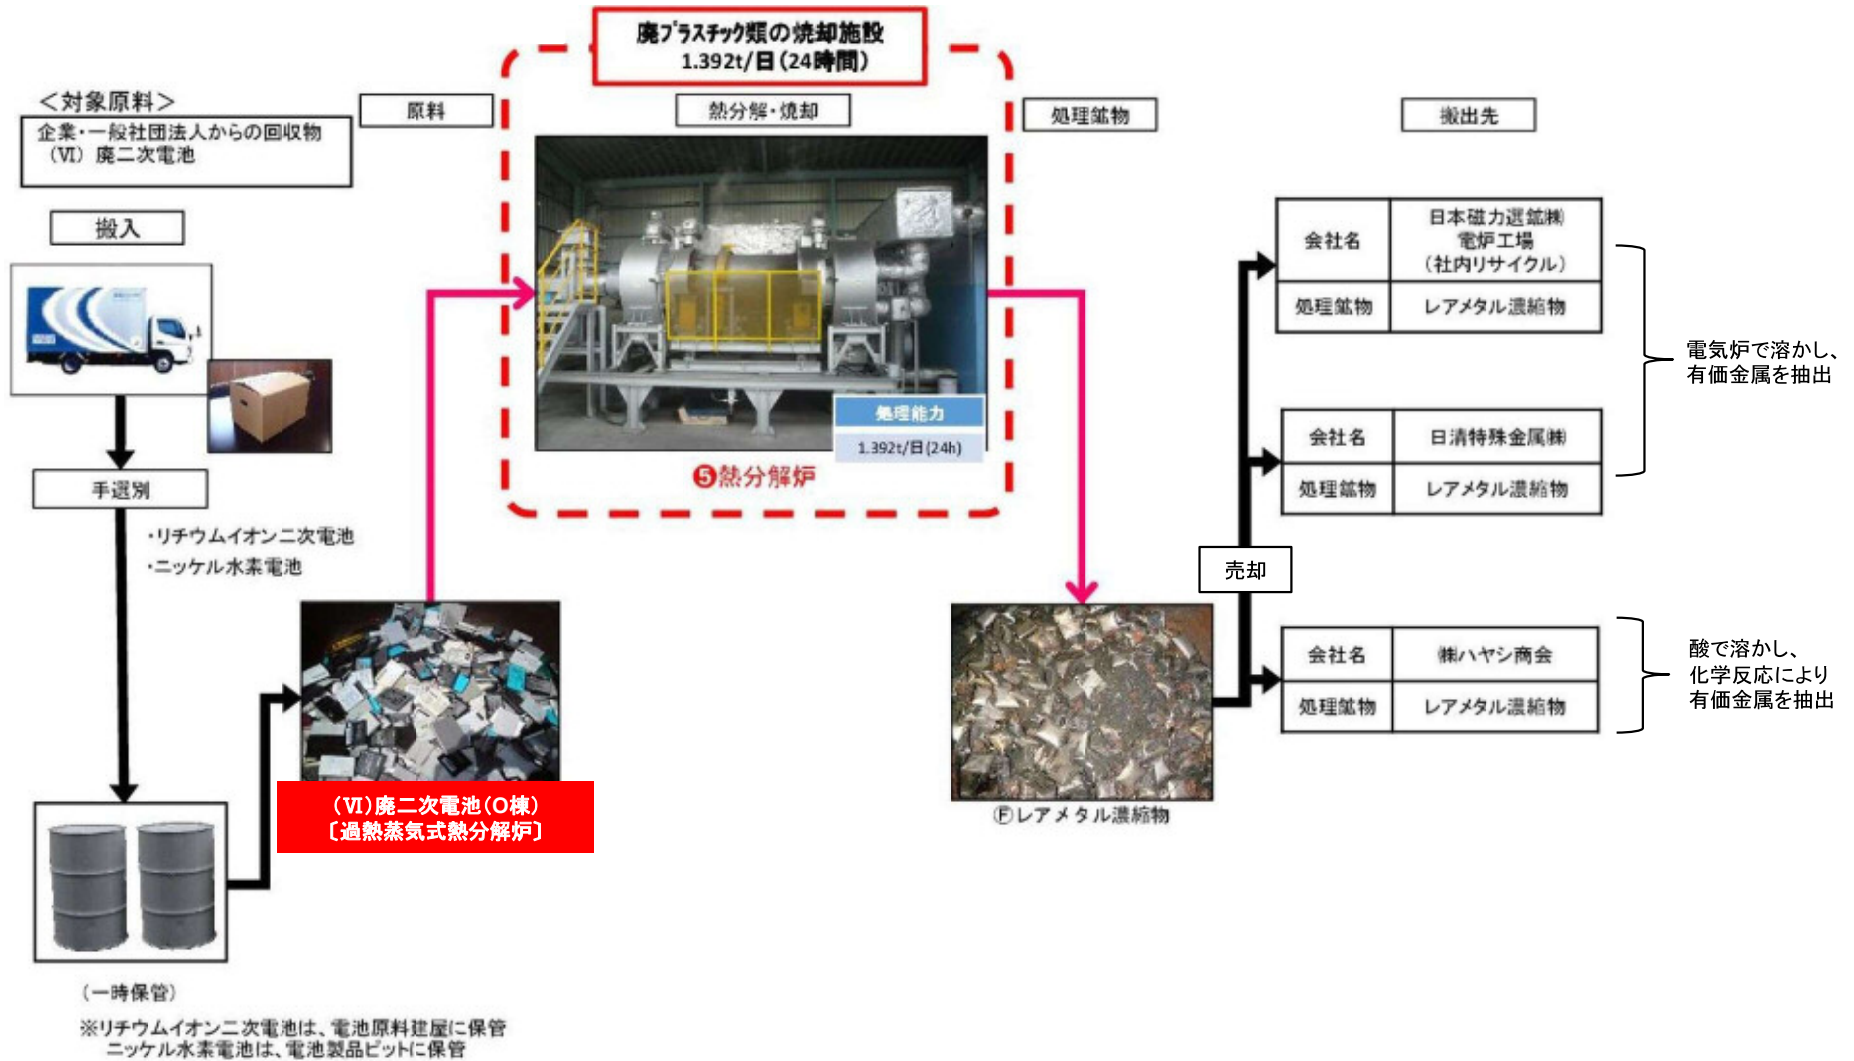 廃プラスチック類の焼却施設
1.392t/日(24時間)
＜対象原料＞
企業・一般社団法人からの回収物
（Ⅵ）廃二次電池
原料
熱分解・焼却
処理鉱物
搬出先
搬入
処理能力
1.392t/日(24h)
❺熱分解炉
手選別
・リチウムイオン二次電池
・ニッケル水素電池
（Ⅵ）廃二次電池（O棟）
〔過熱蒸気式熱分解炉〕
（一時保管）
※リチウムイオン二次電池は、電池原料建屋に保管
ニッケル水素電池は、電池製品ピットに保管
Ⓕレアメタル濃縮物
売却
会社名
日本磁力選鉱㈱
電炉工場
（社内リサイクル）
処理鉱物
レアメタル濃縮物
会社名
日清特殊金属㈱
処理鉱物
レアメタル濃縮物
電気炉で溶かし、
有価金属を抽出
会社名
㈱ハヤシ商会
処理鉱物
レアメタル濃縮物
酸で溶かし、
化学反応により
有価金属を抽出